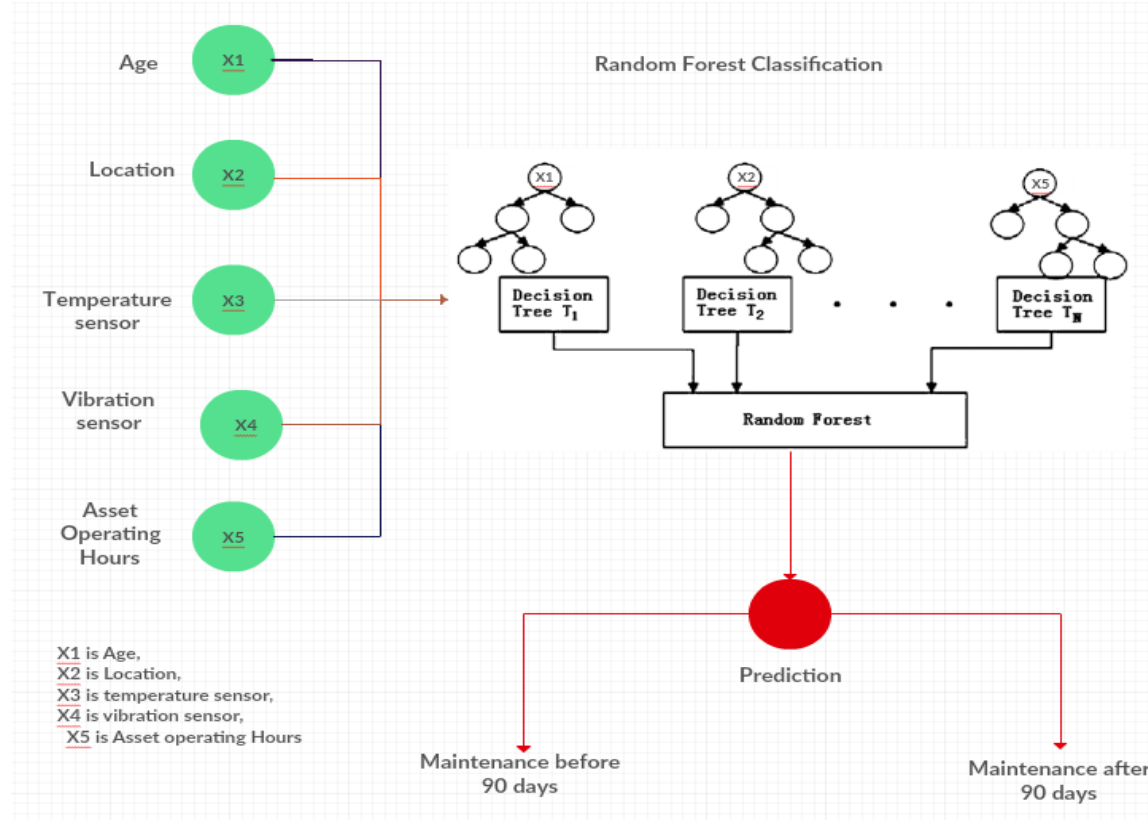 Random Forest Classification
Age
X1
Location
X2
Temperature
sensor
X3
Vibration
sensor
X4
Asset
Operating
Hours
X5
X1
X2
X5
Decision
Tree T1
Decision
Tree T2
. . .
Decision
Tree TN
Random Forest
Prediction
Maintenance before
90 days
Maintenance after
90 days
X1 is Age,
X2 is Location,
X3 is temperature sensor,
X4 is vibration sensor,
X5 is Asset operating Hours